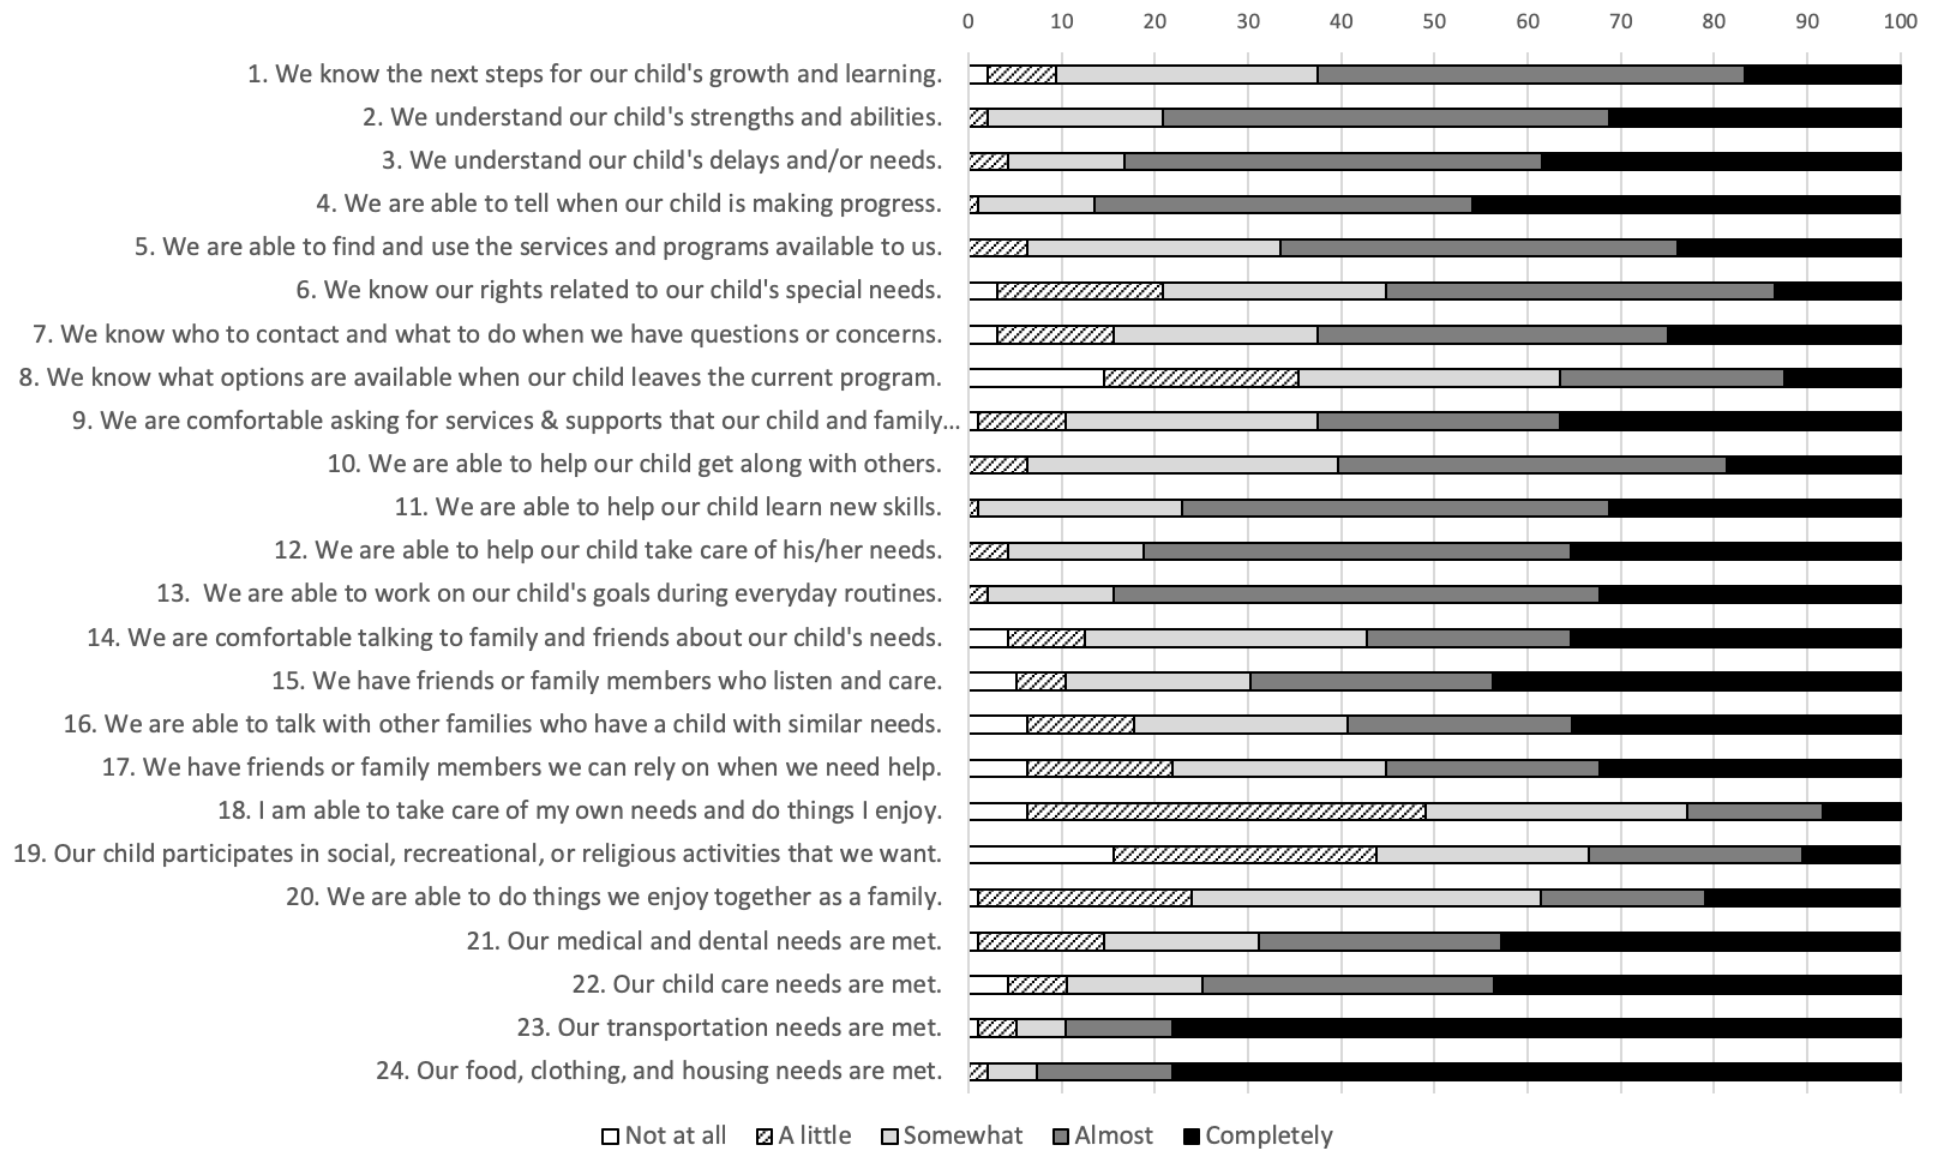 0 10 20 30 40 50 60 70 80 90 100
1. We know the next steps for our child's growth and learning.
2. We understand our child's strengths and abilities.
3. We understand our child's delays and/or needs.
4. We are able to tell when our child is making progress.
5. We are able to find and use the services and programs available to us.
6. We know our rights related to our child's special needs.
7. We know who to contact and what to do when we have questions or concerns.
8. We know what options are available when our child leaves the current program.
9. We are comfortable asking for services & supports that our child and family...
10. We are able to help our child get along with others.
11. We are able to help our child learn new skills.
12. We are able to help our child take care of his/her needs.
13.  We are able to work on our child's goals during everyday routines.
14. We are comfortable talking to family and friends about our child's needs.
15. We have friends or family members who listen and care.
16. We are able to talk with other families who have a child with similar needs.
17. We have friends or family members we can rely on when we need help.
18. I am able to take care of my own needs and do things I enjoy.
19. Our child participates in social, recreational, or religious activities that we want.
20. We are able to do things we enjoy together as a family.
21. Our medical and dental needs are met.
22. Our child care needs are met.
23. Our transportation needs are met.
24. Our food, clothing, and housing needs are met.
Not at all A little Somewhat Almost Completely